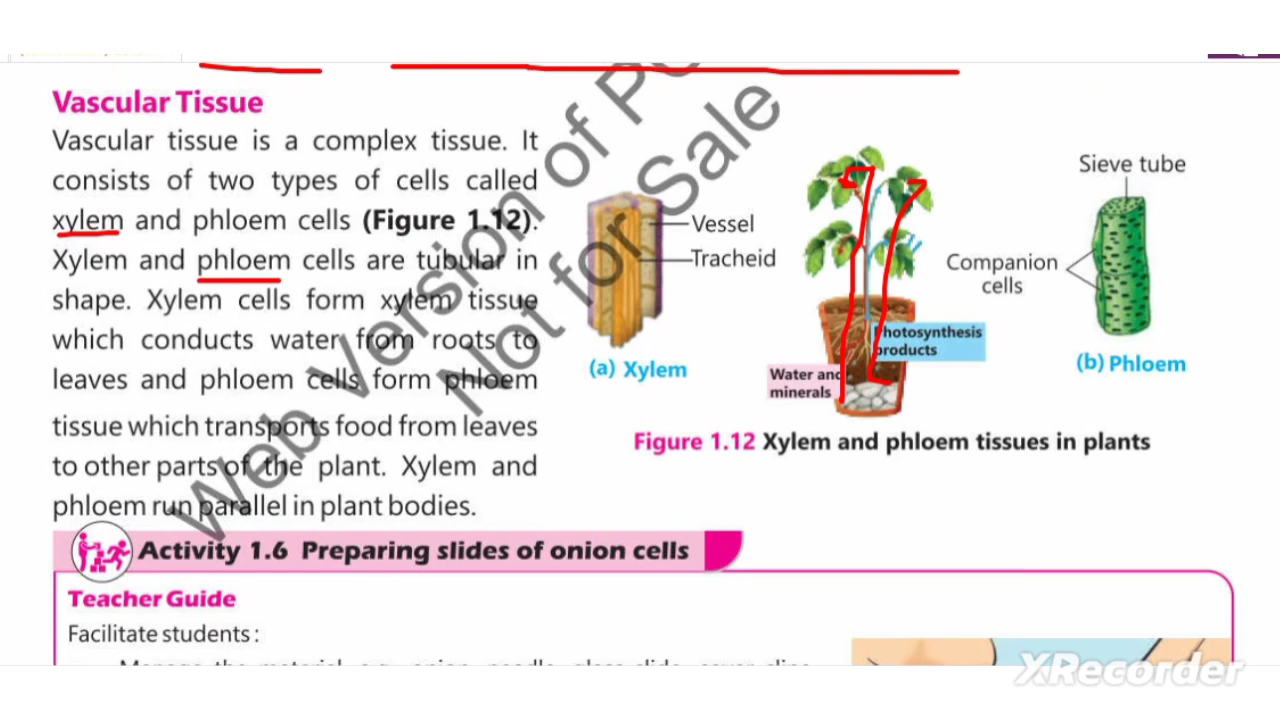 Vascular Tissue
Vascular tissue is a complex tissue. It
consists of two types of cells called
xylem and phloem cells (Figure 1.12).
Xylem and phloem cells are tubular in
shape. Xylem cells form xylem tissue
which conducts water from roots to
leaves and phloem cells form phloem
tissue which transports food from leaves
to other parts of the plant. Xylem and
phloem run parallel in plant bodies.
Vessel
Tracheid
(a) Xylem
Water and
minerals
Photosynthesis
products
Sieve tube
Companion
cells
(b) Phloem
Figure 1.12 Xylem and phloem tissues in plants
Web Version of
Not for Sale
Activity 1.6 Preparing slides of onion cells
Teacher Guide
Facilitate students :
XRecorder